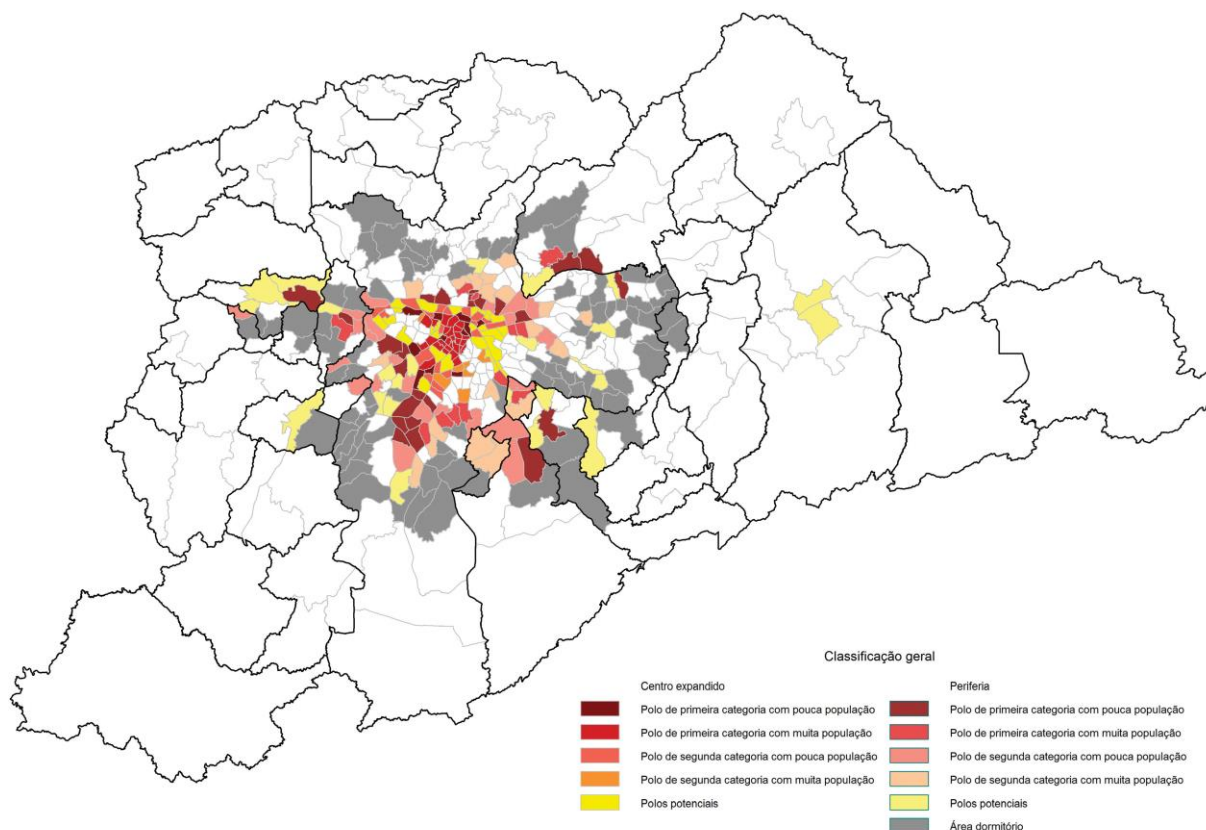 Classificação geral
Centro expandido
Polo de primeira categoria com pouca população
Polo de primeira categoria com muita população
Polo de segunda categoria com pouca população
Polo de segunda categoria com muita população
Polos potenciais
Periferia
Polo de primeira categoria com pouca população
Polo de primeira categoria com muita população
Polo de segunda categoria com pouca população
Polo de segunda categoria com muita população
Polos potenciais
Área dormitório